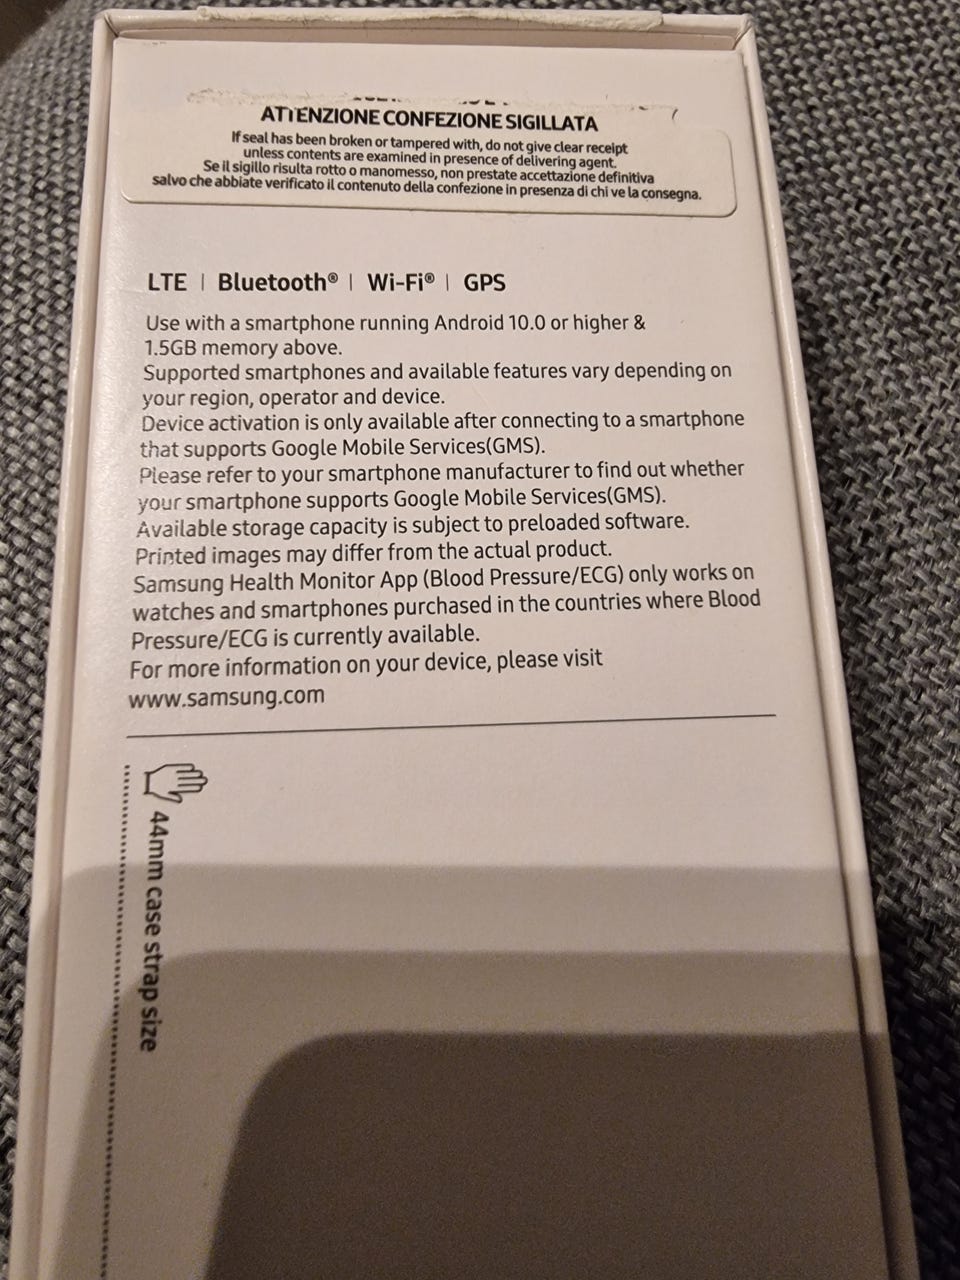 ATTENZIONE CONFEZIONE SIGILLATA
If seal has been broken or tampered with, do not give clear receipt
unless contents are examined in presence of delivering agent.
Se il sigillo risulta rotto o manomesso, non prestate accettazione definitiva
salvo che abbiate verificato il contenuto della confezione in presenza di chi ve la consegna.
LTE | Bluetooth® | Wi-Fi® | GPS
Use with a smartphone running Android 10.0 or higher &
1.5GB memory above.
Supported smartphones and available features vary depending on
your region, operator and device.
Device activation is only available after connecting to a smartphone
that supports Google Mobile Services(GMS).
Please refer to your smartphone manufacturer to find out whether
your smartphone supports Google Mobile Services(GMS).
Available storage capacity is subject to preloaded software.
Printed images may differ from the actual product.
Samsung Health Monitor App (Blood Pressure/ECG) only works on
watches and smartphones purchased in the countries where Blood
Pressure/ECG is currently available.
For more information on your device, please visit
www.samsung.com
44mm case strap size